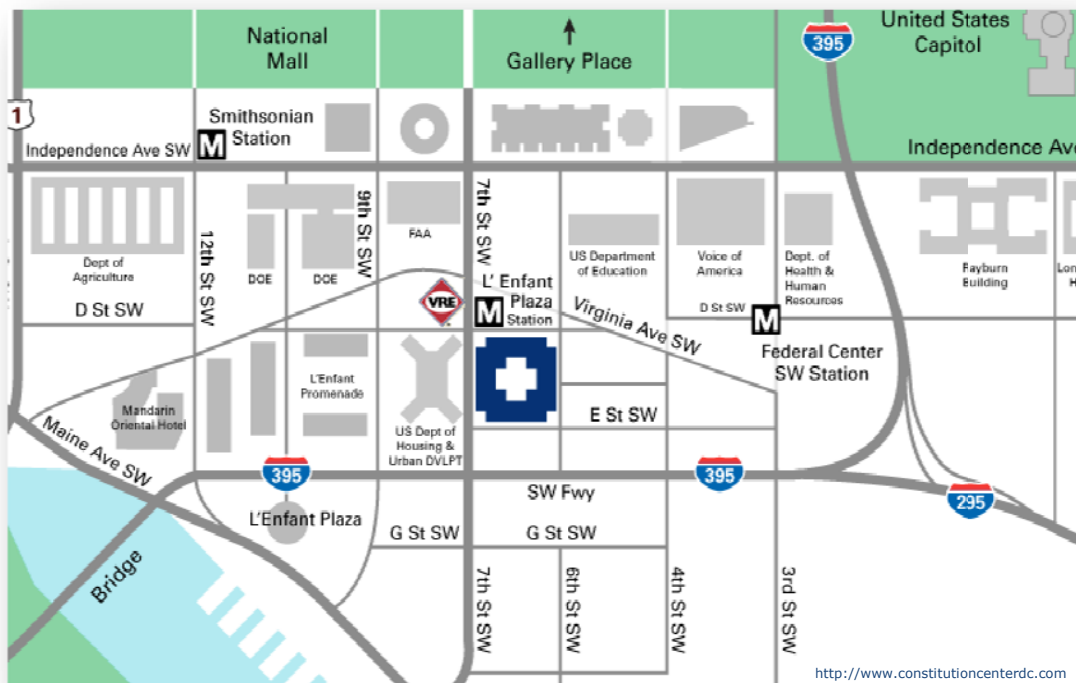 National
Mall
Gallery Place
395
United States
Capitol
1
Smithsonian
Station
M
Independence Ave SW
Independence Ave
Dept of
Agriculture
D St SW
12th St SW
DOE
DOE
9th St SW
FAA
7th St SW
VRE
L' Enfant
Plaza
Station
M
US Department
of Education
Virginia Ave SW
Voice of
America
D St SW
M
Dept. of
Health &
Human
Resources
Federal Center
SW Station
Rayburn
Building
Lon
H
Mandarin
Oriental Hotel
L'Enfant
Promenade
US Dept of
Housing &
Urban DVLPT
E St SW
Maine Ave SW
395
395
295
SW Fwy
L'Enfant Plaza
G St SW
G St SW
Bridge
7th St SW
6th St SW
4th St SW
3rd St SW
http://www.constitutioncenterdc.com